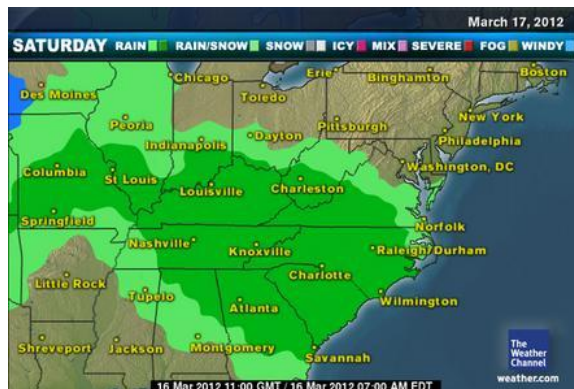 March 17, 2012
SATURDAY RAIN RAIN/SNOW SNOW ICY MIX SEVERE FOG WINDY
Chicago
Erie
Binghamton
Boston
Des Moines
Toledo
New York
Peoria
Dayton
Pittsburgh
Philadelphia
Indianapolis
Washington, DC
Columbia
St Louis
Louisville
Charleston
Springfield
Norfolk
Nashville
Knoxville
Raleigh/Durham
Charlotte
Little Rock
Tupelo
Atlanta
Wilmington
Shreveport
Jackson
Montgomery
Savannah
The
Weather
Channel
weather.com
16 Mar 2012 11:00 GMT / 16 Mar 2012 07:00 AM EDT